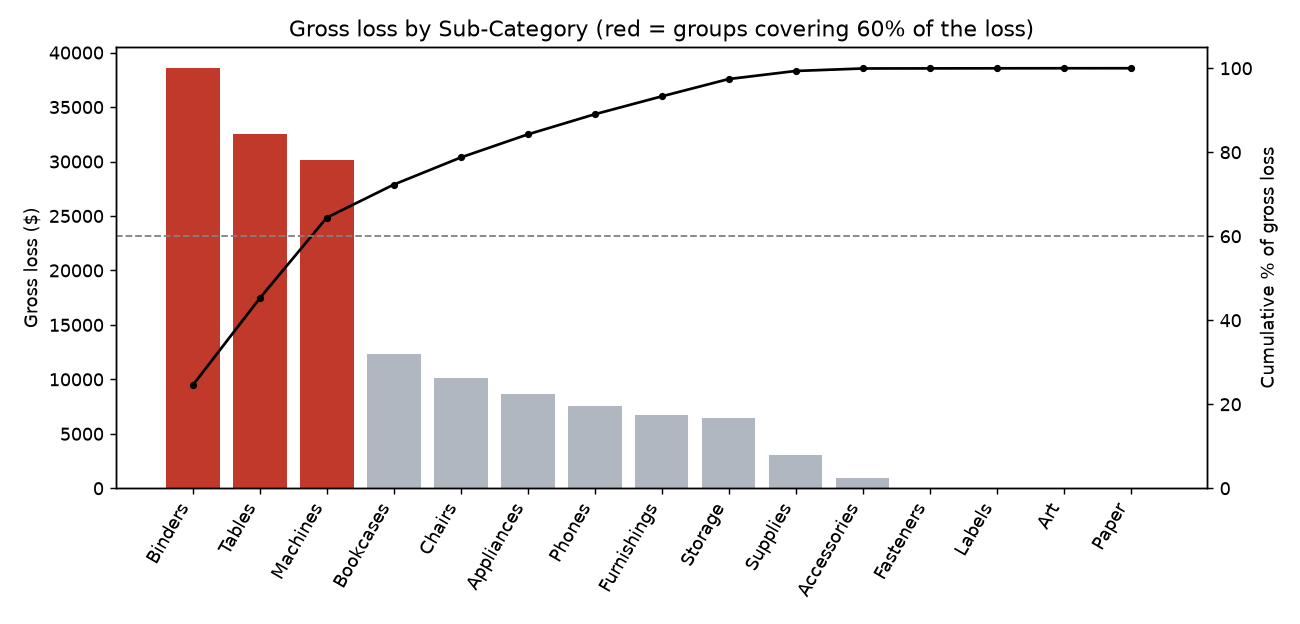 Gross loss by Sub-Category (red = groups covering 60% of the loss)
Gross loss ($)
40000
35000
30000
25000
20000
15000
10000
5000
0
100
80
60
40
20
0
Cumulative % of gross loss
Binders
Tables
Machines
Bookcases
Chairs
Appliances
Phones
Furnishings
Storage
Supplies
Accessories
Fasteners
Labels
Art
Paper